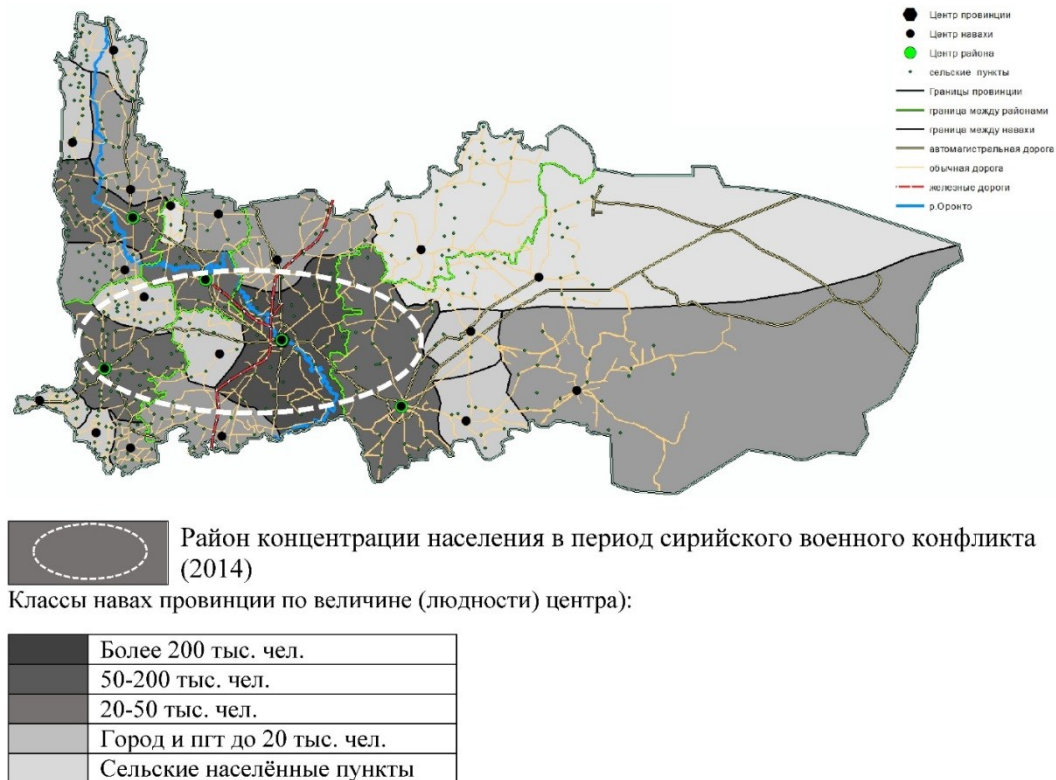 Центр провинции
Центр навахи
Центр района
сельские пункты
Границы провинции
граница между районами
граница между навахи
автомагистральная дорога
обычная дорога
железные дороги
р.Оронто
Район концентрации населения в период сирийского военного конфликта
(2014)
Классы навах провинции по величине (людности) центра):
Более 200 тыс. чел.
50-200 тыс. чел.
20-50 тыс. чел.
Город и пгт до 20 тыс. чел.
Сельские населённые пункты